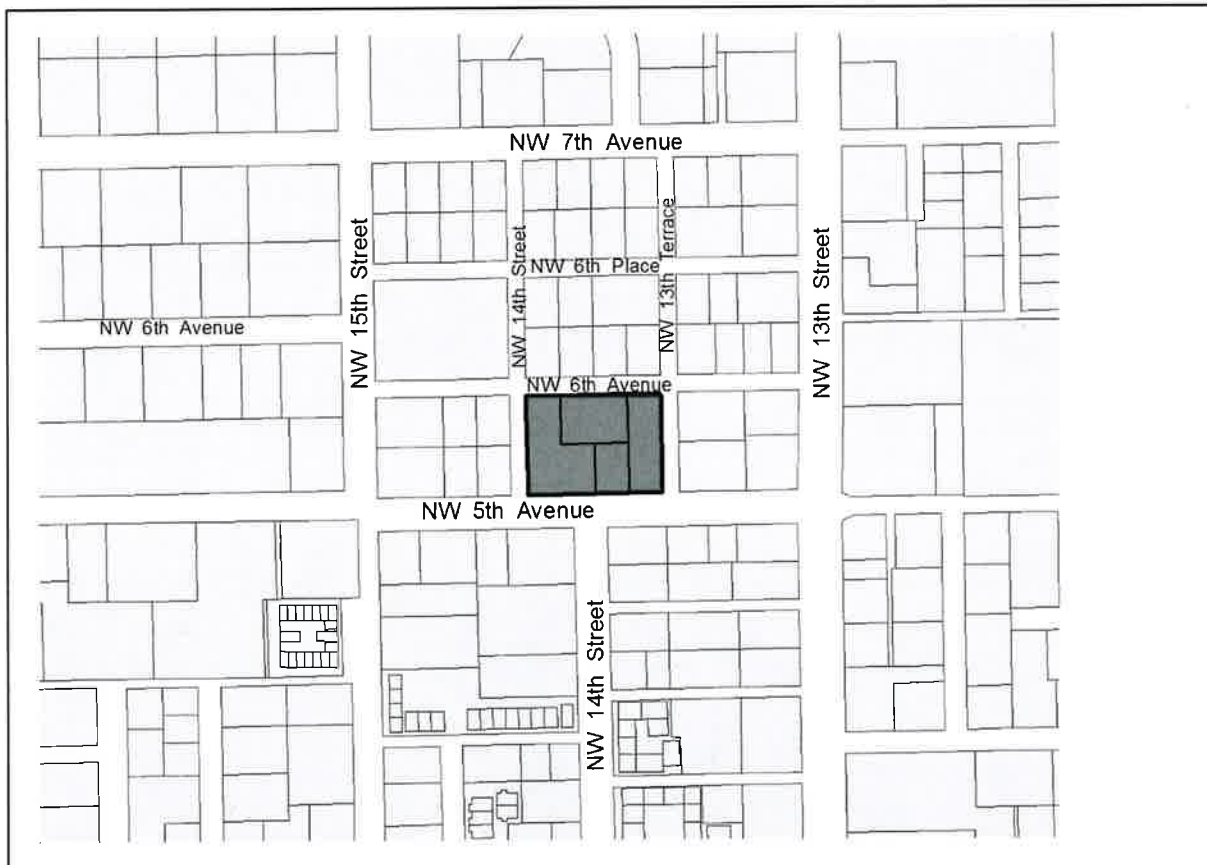 NW 7th Avenue
NW 15th Street
NW 14th Street
NW 13th Terrace
NW 13th Street
NW 6th Place
NW 6th Avenue
NW 6th Avenue
NW 5th Avenue
NW 14th Street